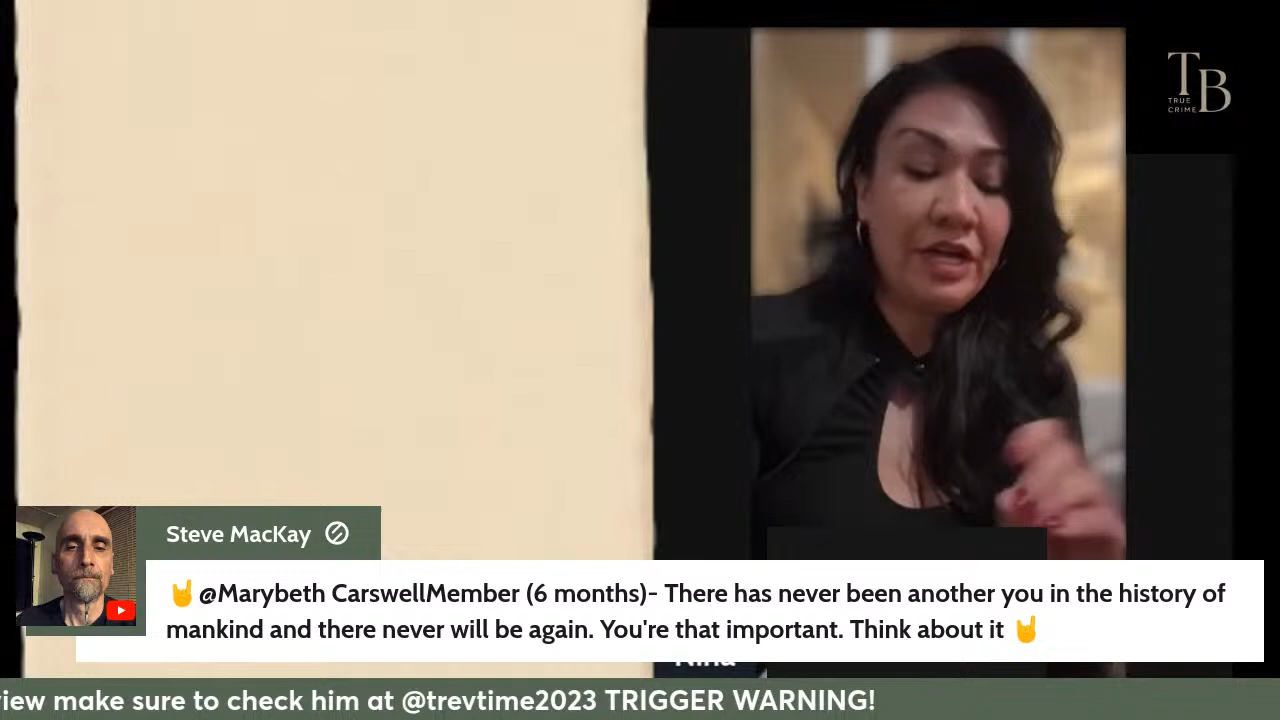 TB
TRUE
CRIME
Steve MacKay
🤘@Marybeth CarswellMember (6 months)- There has never been another you in the history of
mankind and there never will be again. You're that important. Think about it 🤘
view make sure to check him at @trevtime2023 TRIGGER WARNING!